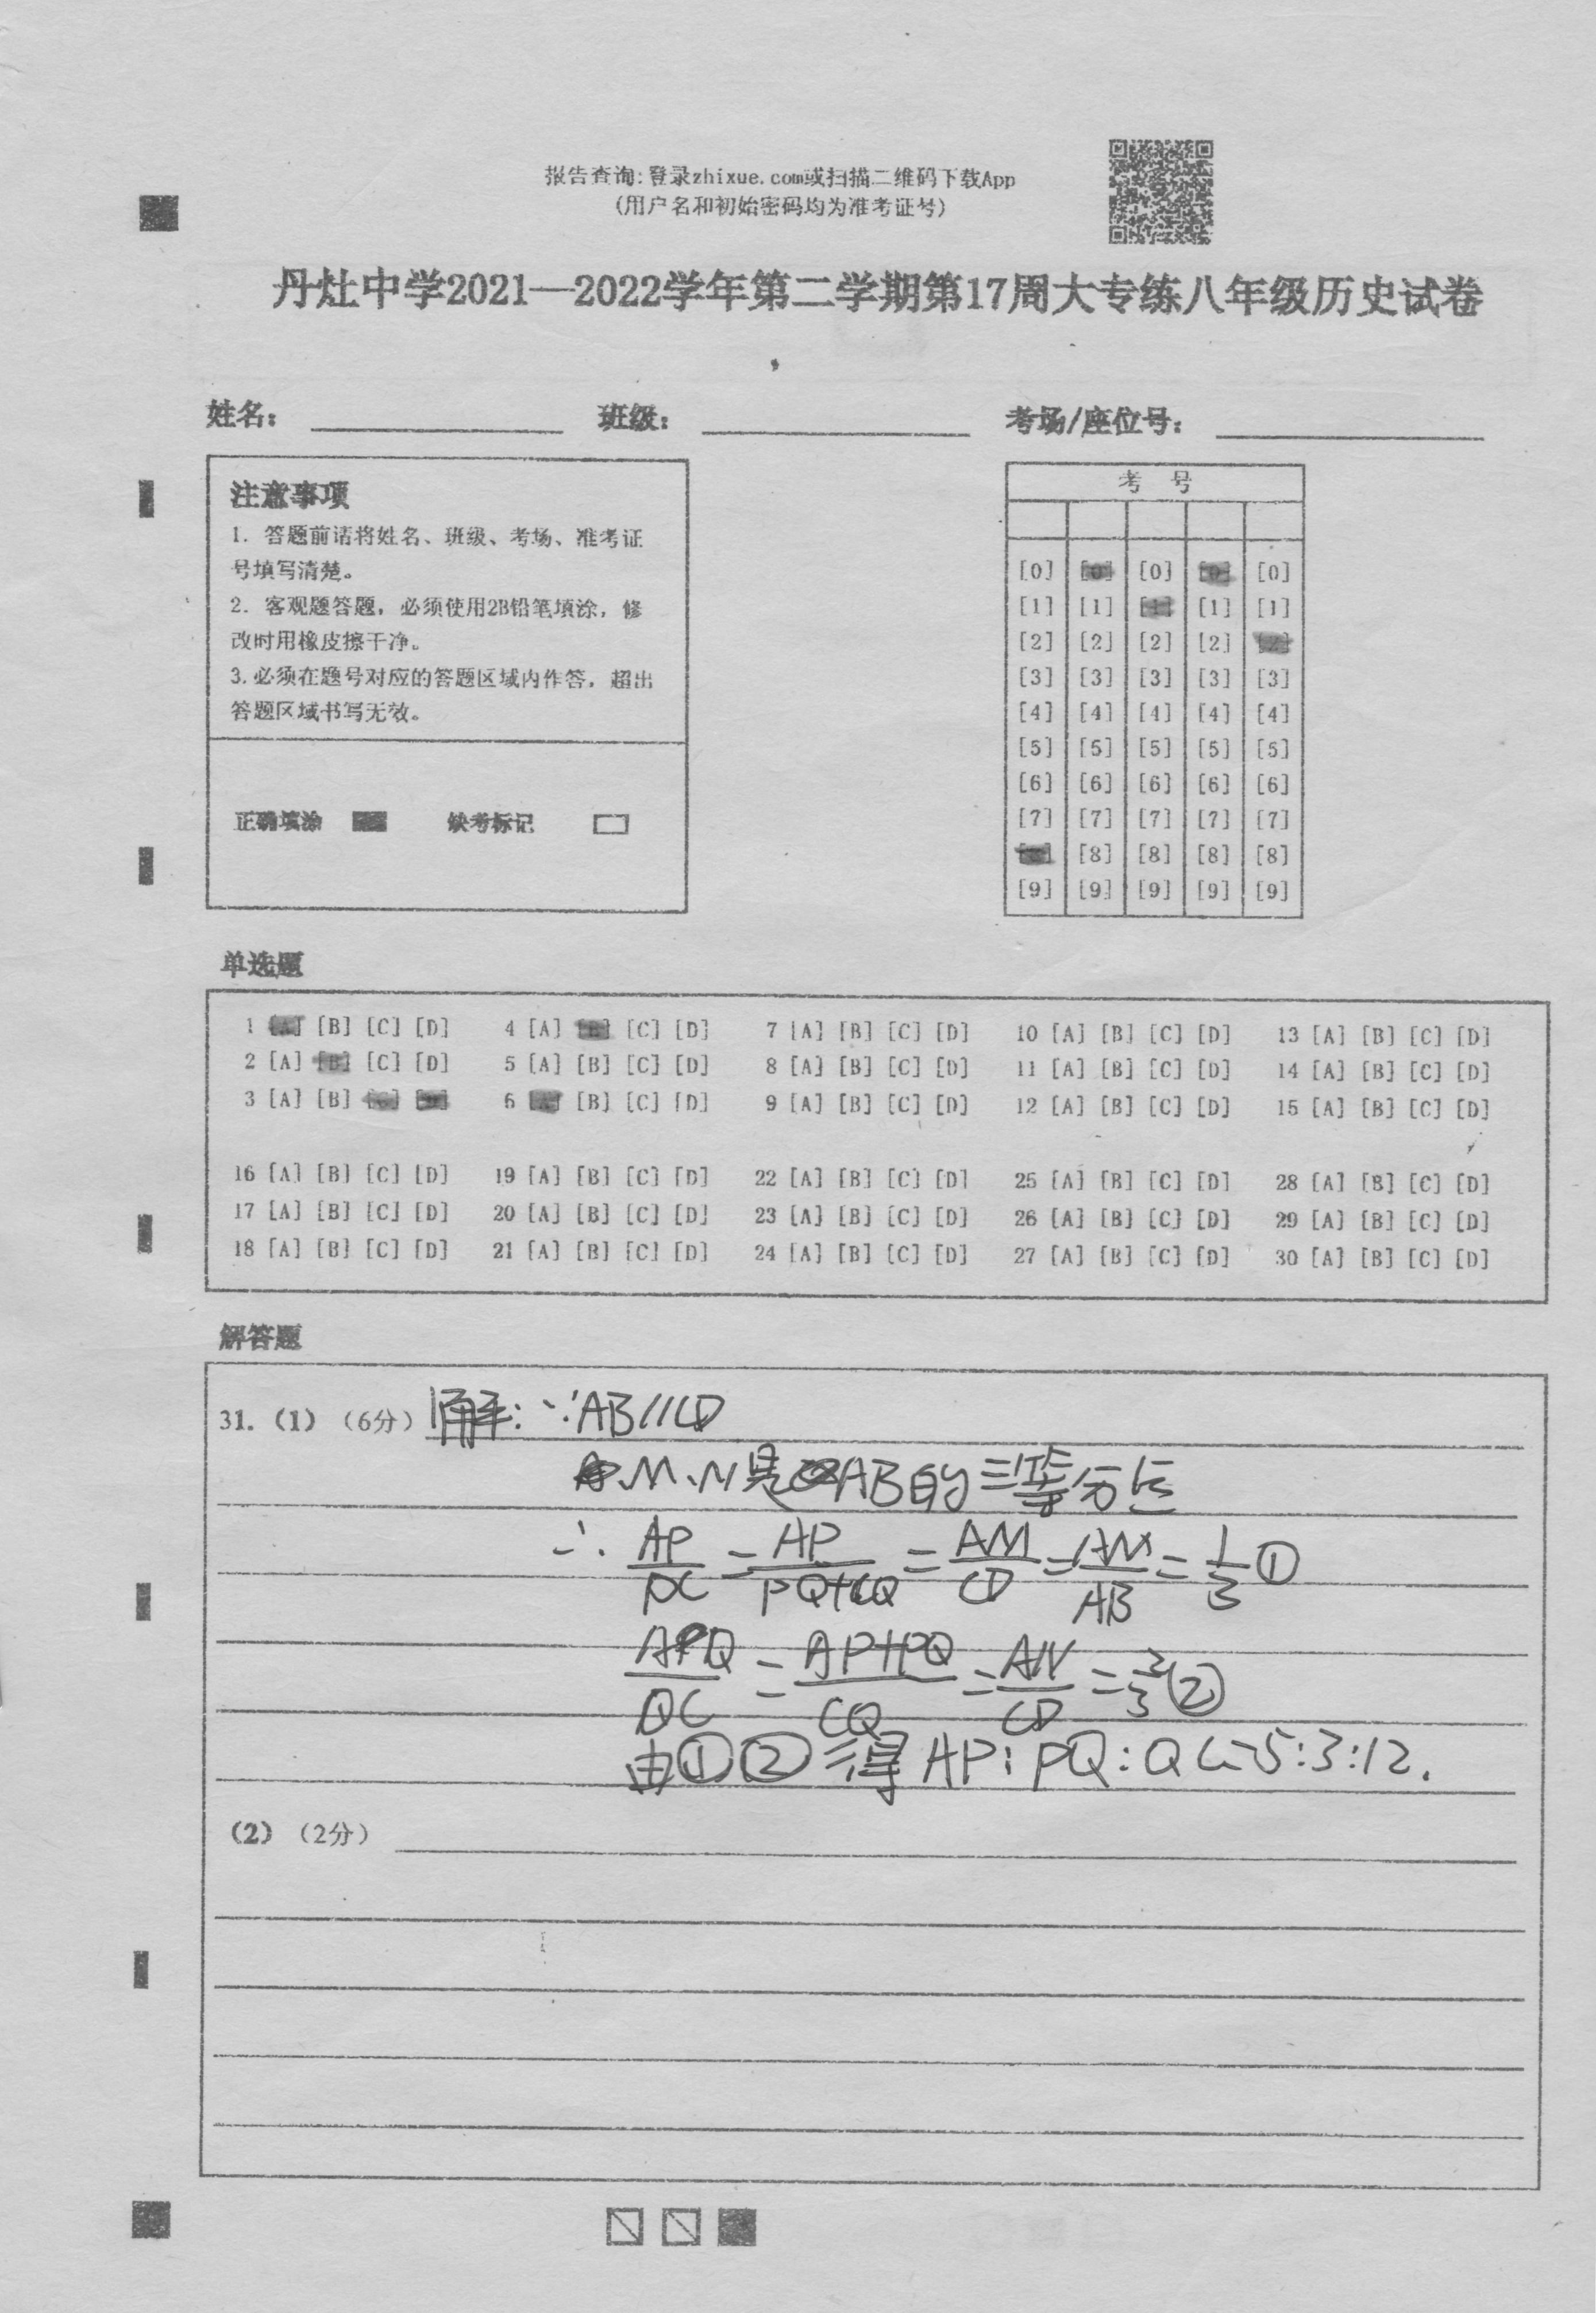 报告查询:登录zhixue.com或扫描二维码下载App
(用户名和初始密码均为准考证号)
丹灶中学2021—2022学年第二学期第17周大专练八年级历史试卷
姓名: 班级: 考场/座位号:
注意事项
1. 答题前请将姓名、班级、考场、准考证
号填写清楚。
2. 客观题答题,必须使用2B铅笔填涂,修
改时用橡皮擦干净。
3.必须在题号对应的答题区域内作答,超出
答题区域书写无效。
正确填涂 缺考标记
考 号
[0] [0] [0] [0] [0]
[1] [1] [1] [1] [1]
[2] [2] [2] [2] [2]
[3] [3] [3] [3] [3]
[4] [4] [4] [4] [4]
[5] [5] [5] [5] [5]
[6] [6] [6] [6] [6]
[7] [7] [7] [7] [7]
[8] [8] [8] [8]
[9] [9] [9] [9] [9]
单选题
1 [A] [B] [C] [D] 4 [A] [B] [C] [D] 7 [A] [B] [C] [D] 10 [A] [B] [C] [D] 13 [A] [B] [C] [D]
2 [A] [B] [C] [D] 5 [A] [B] [C] [D] 8 [A] [B] [C] [D] 11 [A] [B] [C] [D] 14 [A] [B] [C] [D]
3 [A] [B] [C] [D] 6 [A] [B] [C] [D] 9 [A] [B] [C] [D] 12 [A] [B] [C] [D] 15 [A] [B] [C] [D]
16 [A] [B] [C] [D] 19 [A] [B] [C] [D] 22 [A] [B] [C] [D] 25 [A] [B] [C] [D] 28 [A] [B] [C] [D]
17 [A] [B] [C] [D] 20 [A] [B] [C] [D] 23 [A] [B] [C] [D] 26 [A] [B] [C] [D] 29 [A] [B] [C] [D]
18 [A] [B] [C] [D] 21 [A] [B] [C] [D] 24 [A] [B] [C] [D] 27 [A] [B] [C] [D] 30 [A] [B] [C] [D]
解答题
31.(1)(6分) 解:∵AB//CD
M、N是AB的三等分点
∴ AP/PC = AP/(PQ+CQ) = AM/CD = AM/AB = 1/3 ①
AQ/QC = (AP+PQ)/CQ = AN/CD = 2/3 ②
由①②得AP:PQ:QC=5:3:12.
(2)(2分)